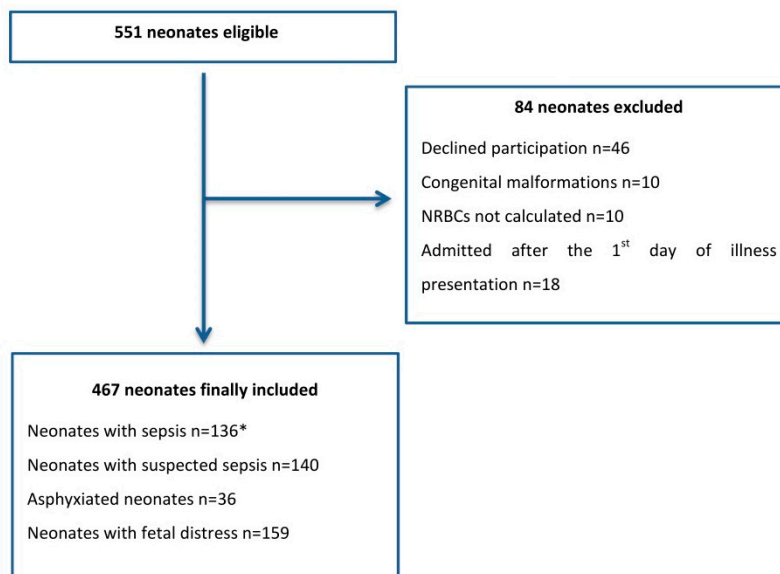 551 neonates eligible
84 neonates excluded
Declined participation n=46
Congenital malformations n=10
NRBCs not calculated n=10
Admitted after the 1st day of illness
presentation n=18
467 neonates finally included
Neonates with sepsis n=136*
Neonates with suspected sepsis n=140
Asphyxiated neonates n=36
Neonates with fetal distress n=159